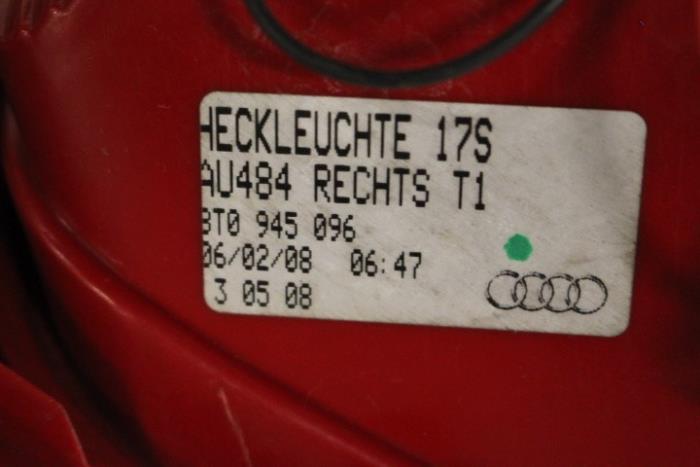 HECKLEUCHTE 17S
AU484 RECHTS T1
8T0 945 096
06/02/08 06:47
3 05 08